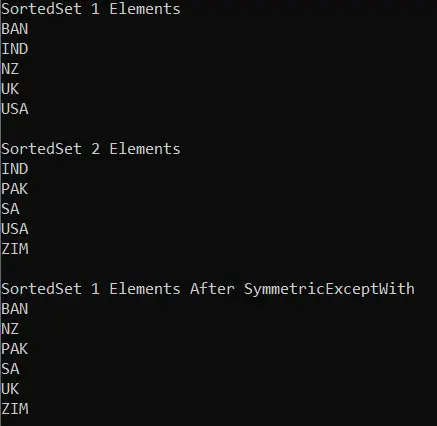 SortedSet 1 Elements
BAN
IND
NZ
UK
USA

SortedSet 2 Elements
IND
PAK
SA
USA
ZIM

SortedSet 1 Elements After SymmetricExceptWith
BAN
NZ
PAK
SA
UK
ZIM